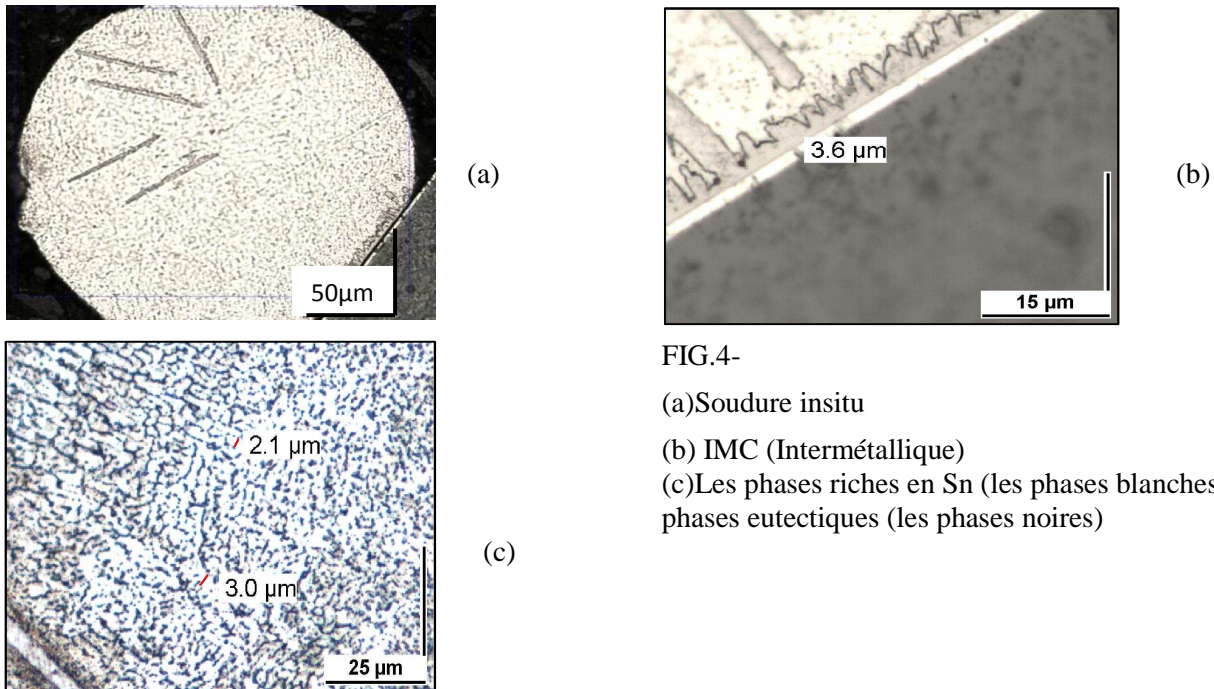 (a)
50µm
3.6 µm
15 µm
(b)
FIG.4-
(a)Soudure insitu
(b) IMC (Intermétallique)
(c)Les phases riches en Sn (les phases blanches
phases eutectiques (les phases noires)
2.1 µm
3.0 µm
25 µm
(c)